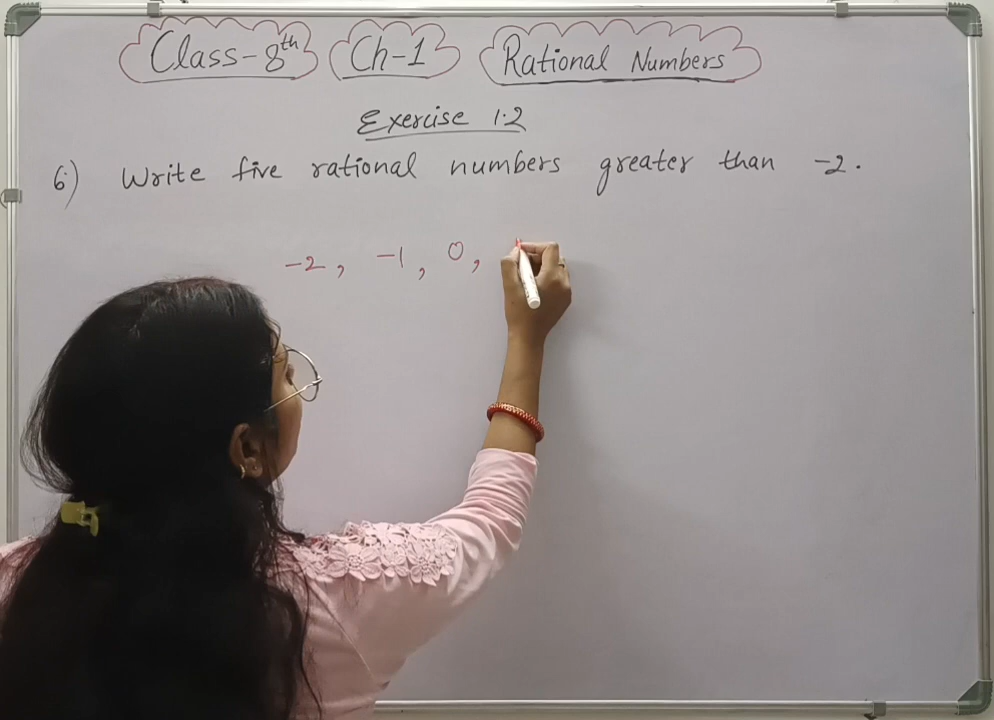 Class-8th Ch-1 Rational Numbers
Exercise 1.2
6) Write five rational numbers greater than -2.
-2, -1, 0,